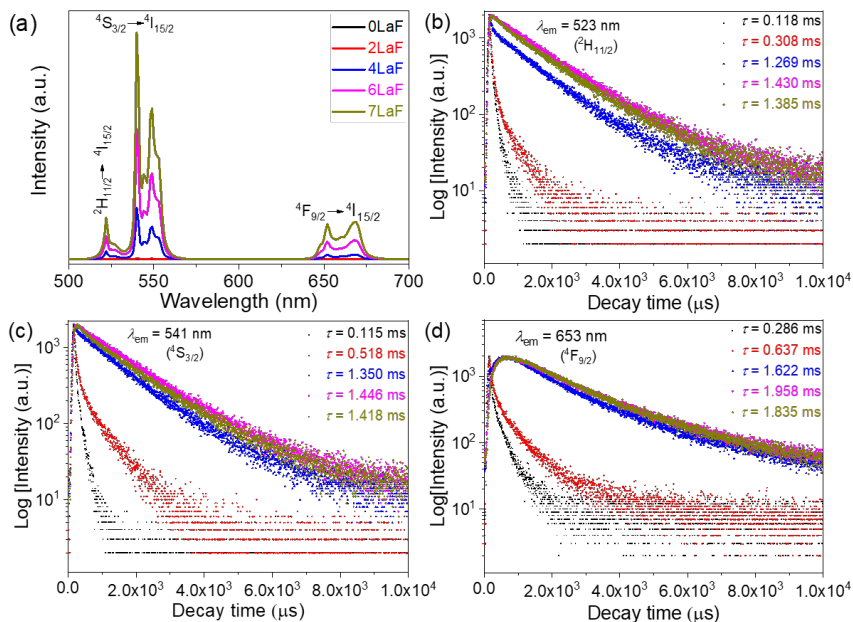 (a)
⁴S₃/₂→⁴I₁₅/₂
0LaF
2LaF
4LaF
6LaF
7LaF
²H₁₁/₂→⁴I₁₅/₂
⁴F₉/₂→⁴I₁₅/₂
Intensity (a.u.)
500 550 600 650 700
Wavelength (nm)
(b)
λem = 523 nm
(²H₁₁/₂)
τ = 0.118 ms
τ = 0.308 ms
τ = 1.269 ms
τ = 1.430 ms
τ = 1.385 ms
Log [Intensity (a.u.)]
10³
10²
10¹
0.0 2.0x10³ 4.0x10³ 6.0x10³ 8.0x10³ 1.0x10⁴
Decay time (μs)
(c)
λem = 541 nm
(⁴S₃/₂)
τ = 0.115 ms
τ = 0.518 ms
τ = 1.350 ms
τ = 1.446 ms
τ = 1.418 ms
Log [Intensity (a.u.)]
10³
10²
10¹
0.0 2.0x10³ 4.0x10³ 6.0x10³ 8.0x10³ 1.0x10⁴
Decay time (μs)
(d)
λem = 653 nm
(⁴F₉/₂)
τ = 0.286 ms
τ = 0.637 ms
τ = 1.622 ms
τ = 1.958 ms
τ = 1.835 ms
Log[Intensity (a.u.)]
10³
10²
10¹
0.0 2.0x10³ 4.0x10³ 6.0x10³ 8.0x10³ 1.0x10⁴
Decay time (μs)